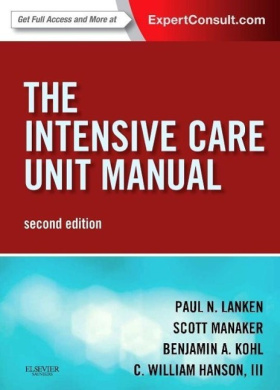 Get Full Access and More at
ExpertConsult.com
THE
INTENSIVE CARE
UNIT MANUAL
second edition
PAUL N. LANKEN
SCOTT MANAKER
BENJAMIN A. KOHL
C. WILLIAM HANSON, III
ELSEVIER
SAUNDERS